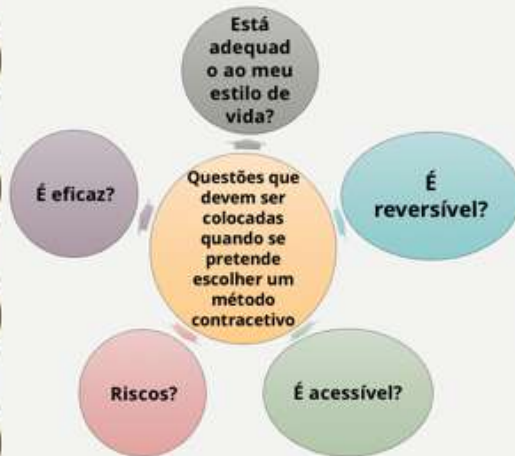 Está
adequad
o ao meu
estilo de
vida?
É eficaz?
Questões que
devem ser
colocadas
quando se
pretende
escolher um
método
contracetivo
É
reversível?
Riscos?
É acessível?